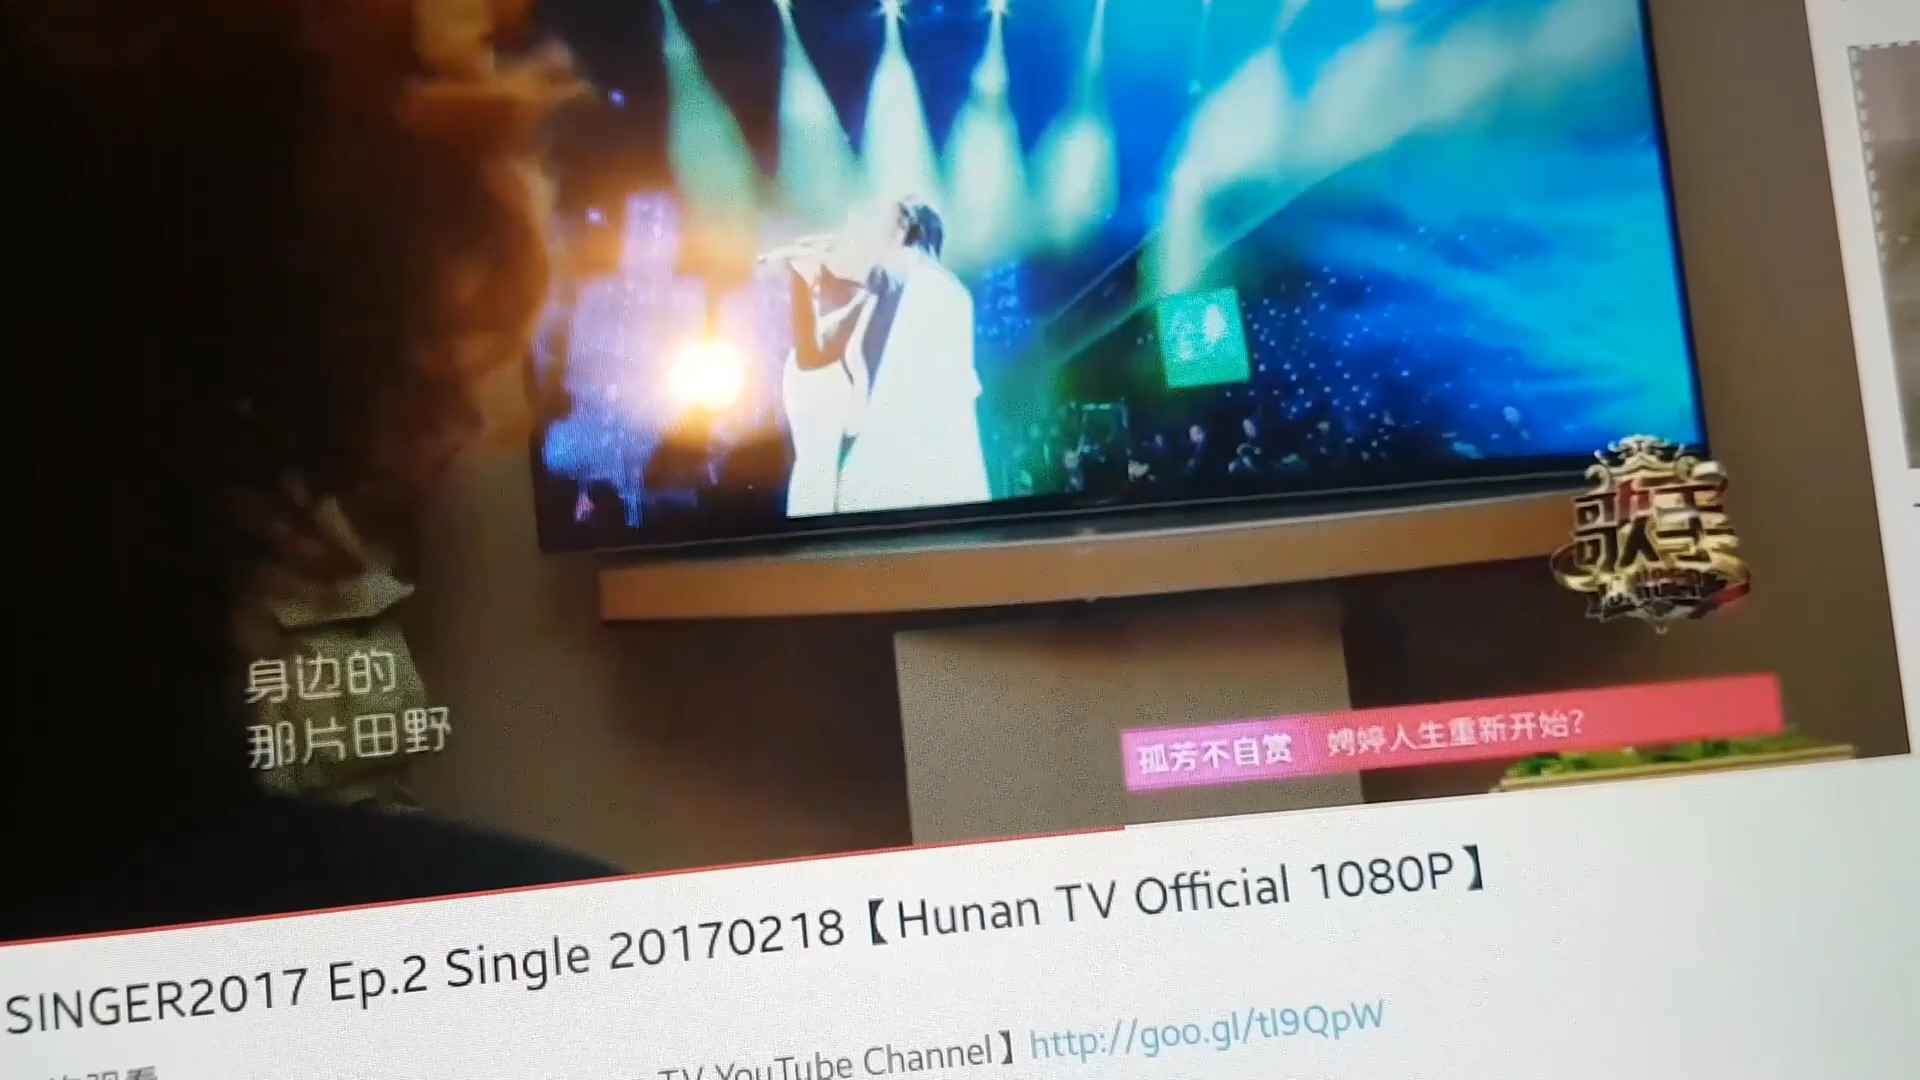 歌手
身边的
那片田野
孤芳不自赏 娉婷人生重新开始?
SINGER2017 Ep.2 Single 20170218【Hunan TV Official 1080P】
TV YouTube Channel】http://goo.gl/tl9QpW